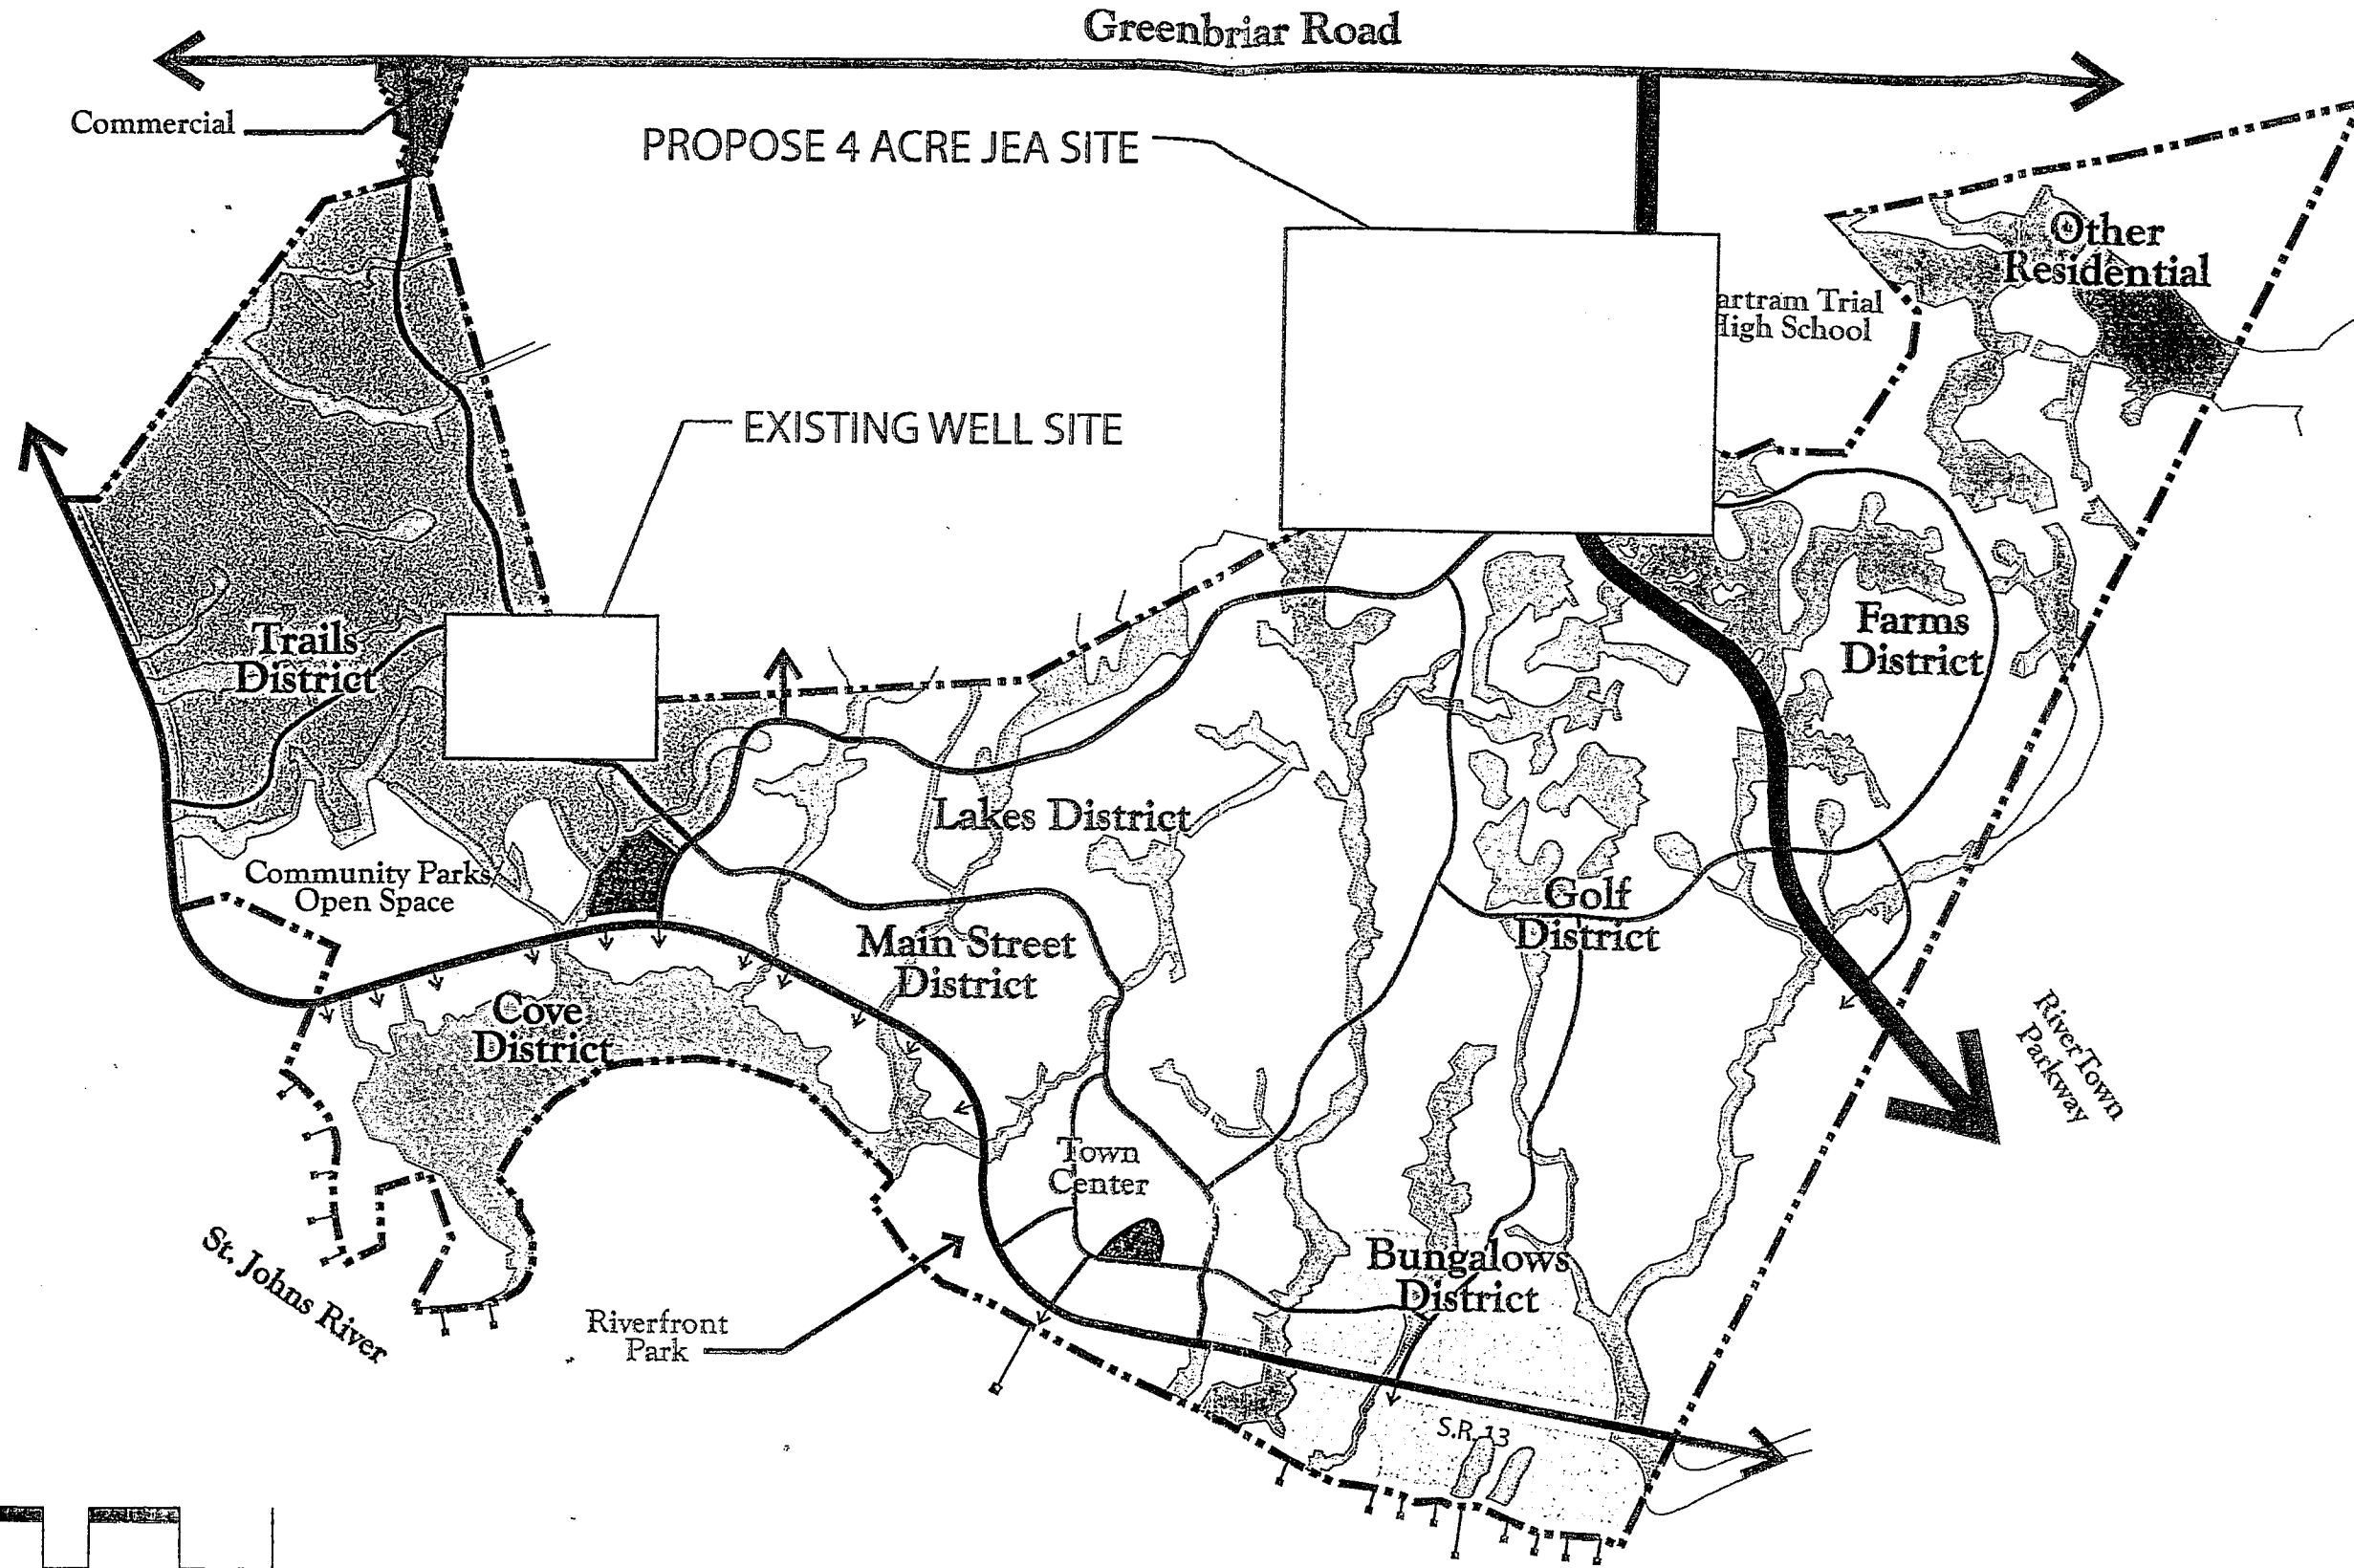 Greenbriar Road
Commercial
PROPOSE 4 ACRE JEA SITE
Other
Residential
artram Trial
High School
EXISTING WELL SITE
Trails
District
Farms
District
Lakes District
Community Parks/
Open Space
Golf
District
Main Street
District
Cove
District
RiverTown
Parkway
Town
Center
St. Johns River
Bungalows
District
Riverfront
Park
S.R. 13